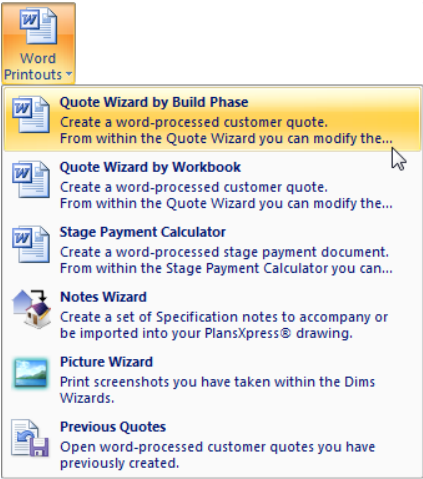 Word
Printouts
Quote Wizard by Build Phase
Create a word-processed customer quote.
From within the Quote Wizard you can modify the...
Quote Wizard by Workbook
Create a word-processed customer quote.
From within the Quote Wizard you can modify the...
Stage Payment Calculator
Create a word-processed stage payment document.
From within the Stage Payment Calculator you can...
Notes Wizard
Create a set of Specification notes to accompany or
be imported into your PlansXpress® drawing.
Picture Wizard
Print screenshots you have taken within the Dims
Wizards.
Previous Quotes
Open word-processed customer quotes you have
previously created.